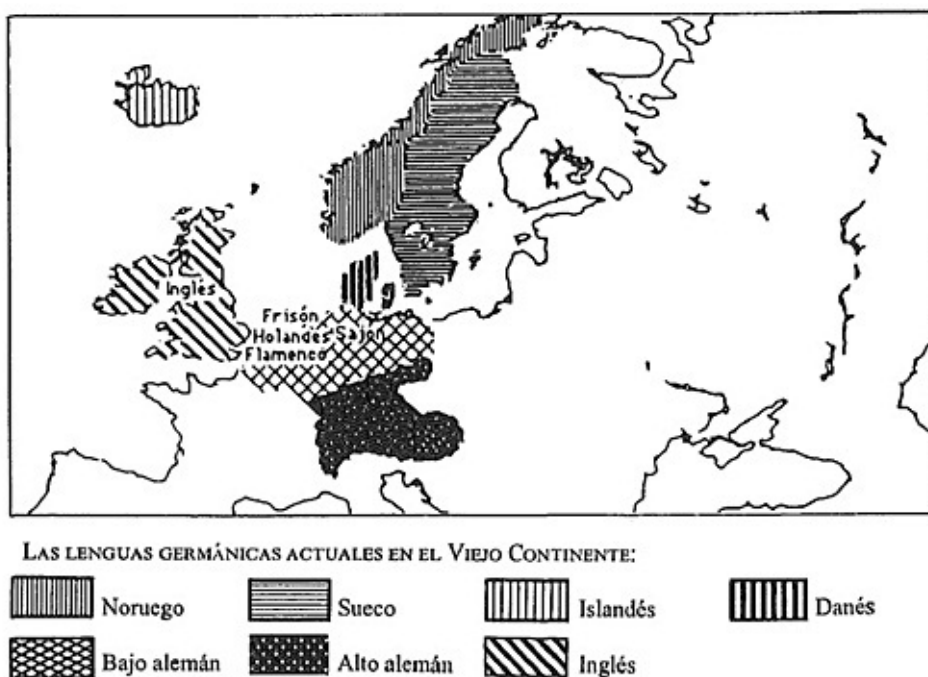 Inglés
Frisón
Holandés Sajón
Flamenco
LAS LENGUAS GERMÁNICAS ACTUALES EN EL VIEJO CONTINENTE:
Noruego Sueco Islandés Danés
Bajo alemán Alto alemán Inglés